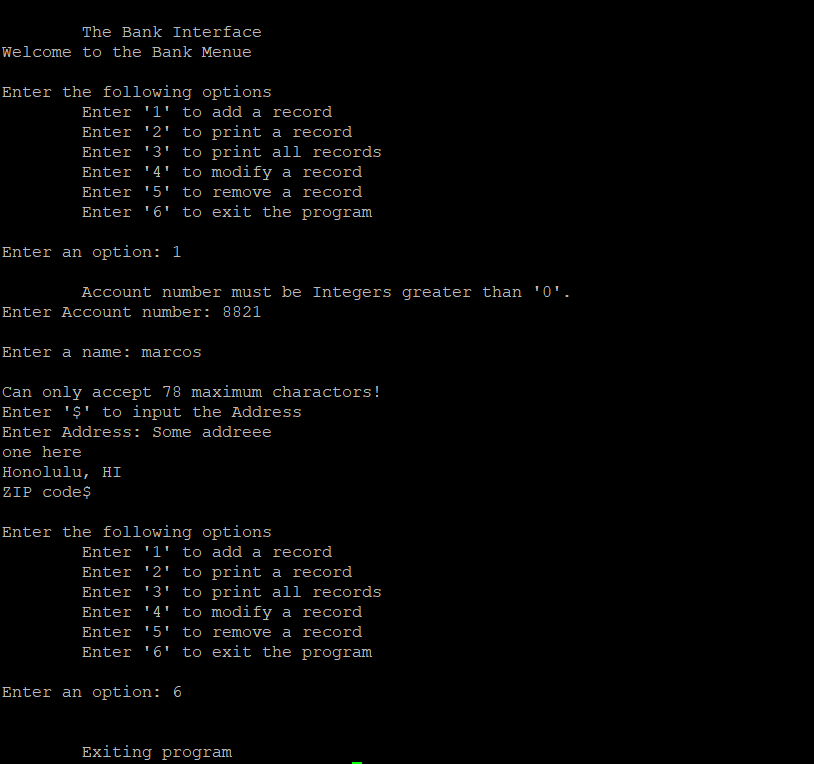 The Bank Interface
Welcome to the Bank Menue
Enter the following options
Enter '1' to add a record
Enter '2' to print a record
Enter '3' to print all records
Enter '4' to modify a record
Enter '5' to remove a record
Enter '6' to exit the program
Enter an option: 1
Account number must be Integers greater than '0'.
Enter Account number: 8821
Enter a name: marcos
Can only accept 78 maximum charactors!
Enter '$' to input the Address
Enter Address: Some addreee
one here
Honolulu, HI
ZIP code$
Enter the following options
Enter '1' to add a record
Enter '2' to print a record
Enter '3' to print all records
Enter '4' to modify a record
Enter '5' to remove a record
Enter '6' to exit the program
Enter an option: 6
Exiting program